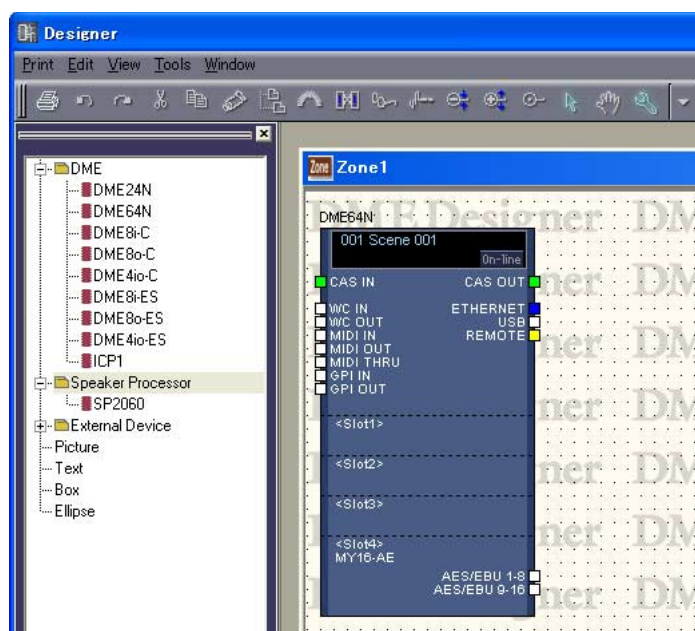 Designer
Print Edit View Tools Window
DME
DME24N
DME64N
DME8i-C
DME8o-C
DME4io-C
DME8i-ES
DME8o-ES
DME4io-ES
ICP1
Speaker Processor
SP2060
External Device
Picture
Text
Box
Ellipse
Zone Zone1
DME Designer DM
DME64N
001 Scene 001
On-line
CAS IN CAS OUT
WC IN ETHERNET
WC OUT USB
MIDI IN REMOTE
MIDI OUT
MIDI THRU
GPI IN
GPI OUT
<Slot1>
<Slot2>
<Slot3>
<Slot4>
MY16-AE
AES/EBU 1-8
AES/EBU 9-16